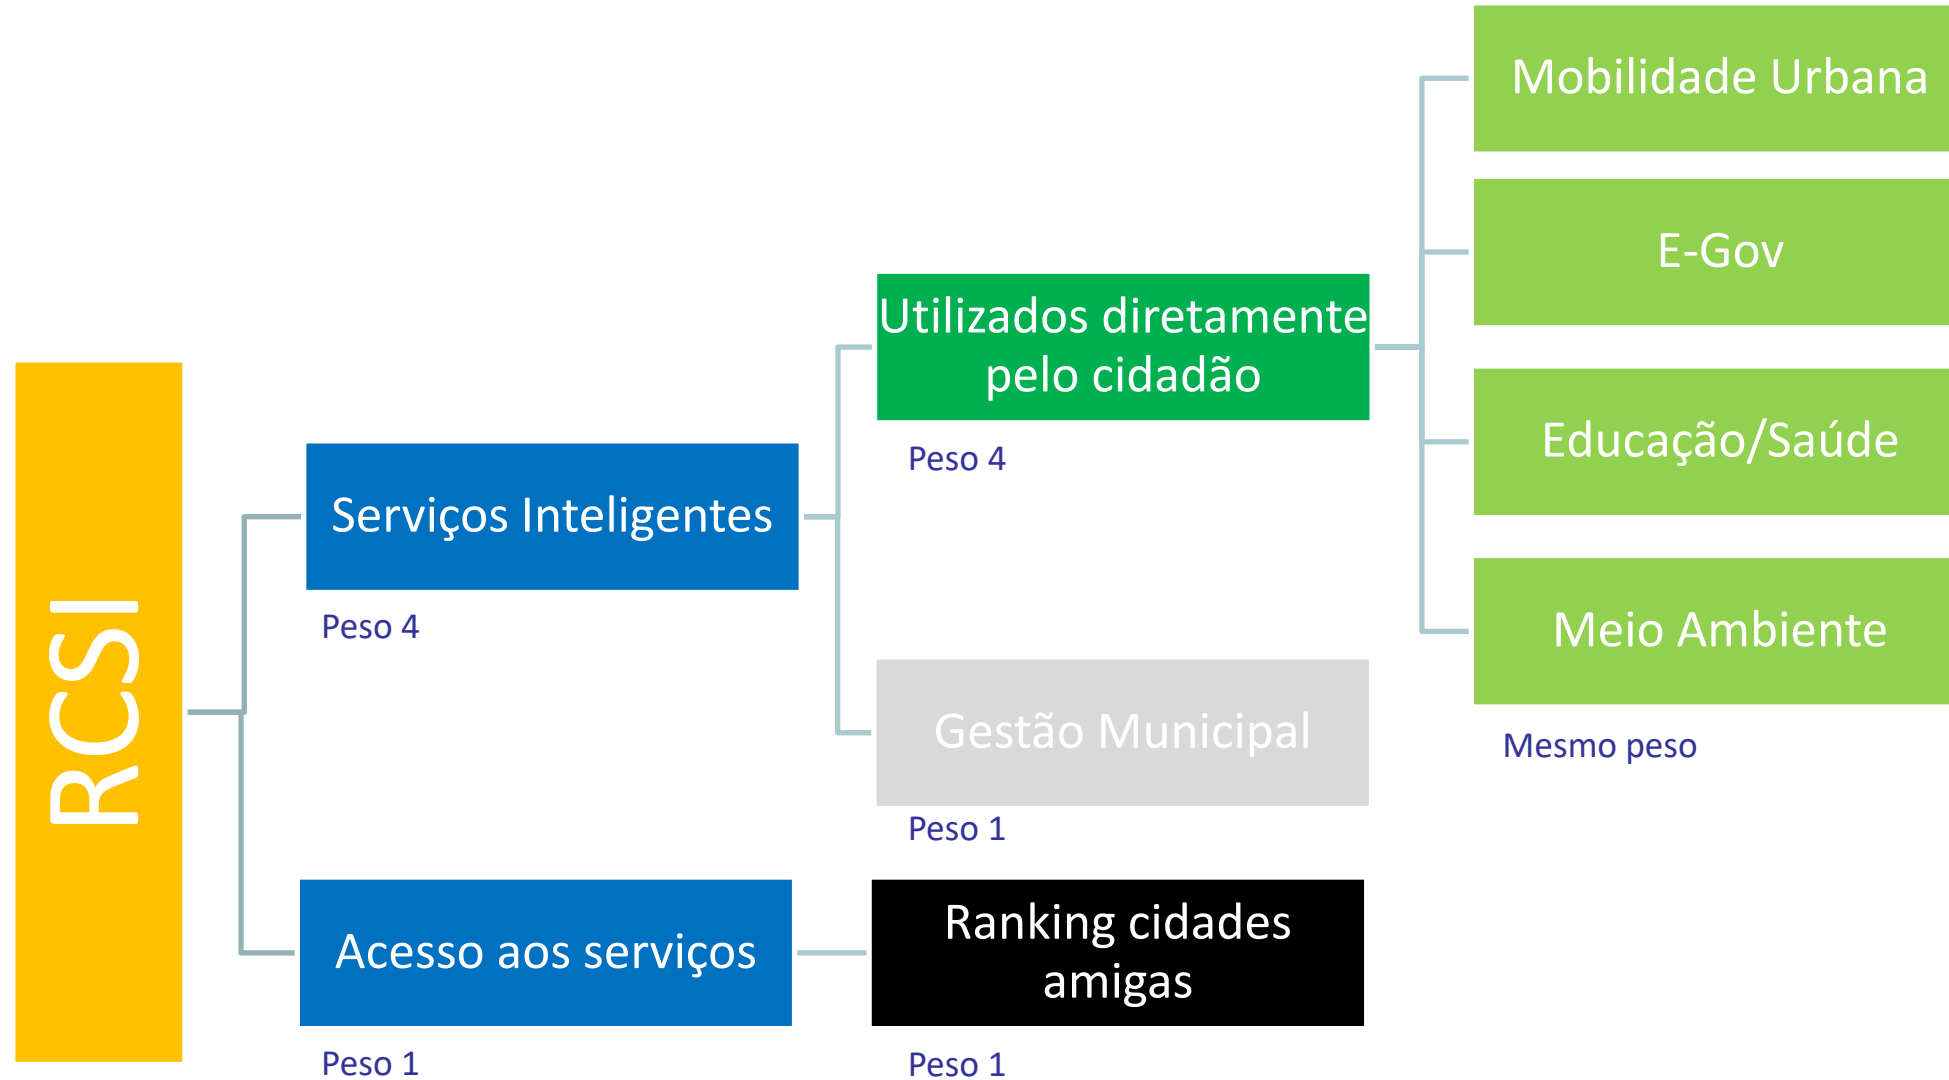 RCSI
Serviços Inteligentes
Peso 4
Utilizados diretamente
pelo cidadão
Peso 4
Mobilidade Urbana
E-Gov
Educação/Saúde
Meio Ambiente
Mesmo peso
Gestão Municipal
Peso 1
Acesso aos serviços
Peso 1
Ranking cidades
amigas
Peso 1